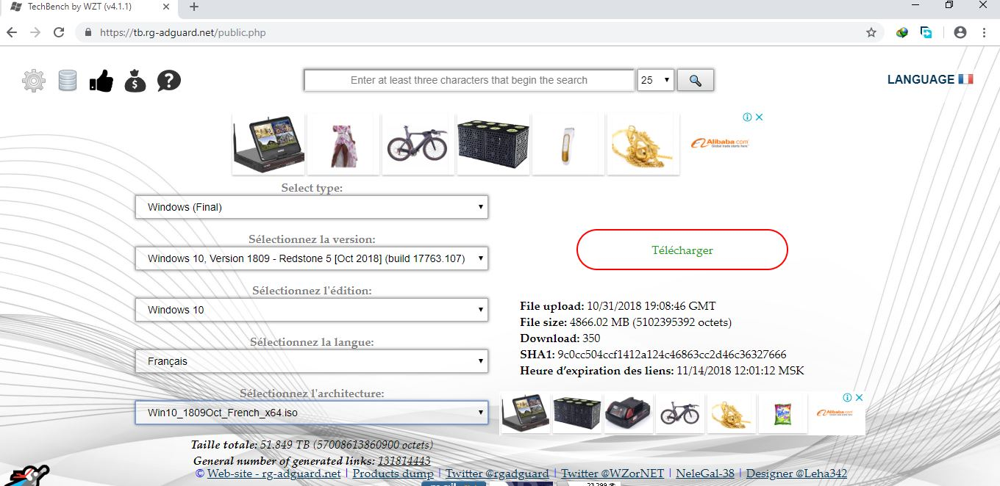 TechBench by WZT (v4.1.1)
https://tb.rg-adguard.net/public.php
Enter at least three characters that begin the search
25
LANGUAGE
Alibaba.com
Global trade starts here
Select type:
Windows (Final)
Sélectionnez la version:
Windows 10, Version 1809 - Redstone 5 [Oct 2018] (build 17763.107)
Sélectionnez l'édition:
Windows 10
Sélectionnez la langue:
Français
Sélectionnez l'architecture:
Win10_1809Oct_French_x64.iso
Télécharger
File upload: 10/31/2018 19:08:46 GMT
File size: 4866.02 MB (5102395392 octets)
Download: 350
SHA1: 9c0cc504ccf1412a124c46863cc2d46c36327666
Heure d’expiration des liens: 11/14/2018 12:01:12 MSK
Alibaba.com
Taille totale: 51.849 TB (57008613860900 octets)
General number of generated links: 131814443
© Web-site - rg-adguard.net | Products dump | Twitter @rgadguard | Twitter @WZorNET | NeleGal-38 | Designer @Leha342
23 299